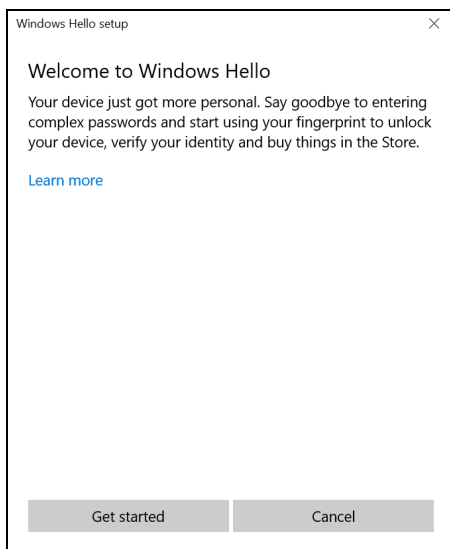 Windows Hello setup
Welcome to Windows Hello
Your device just got more personal. Say goodbye to entering
complex passwords and start using your fingerprint to unlock
your device, verify your identity and buy things in the Store.
Learn more
Get started
Cancel